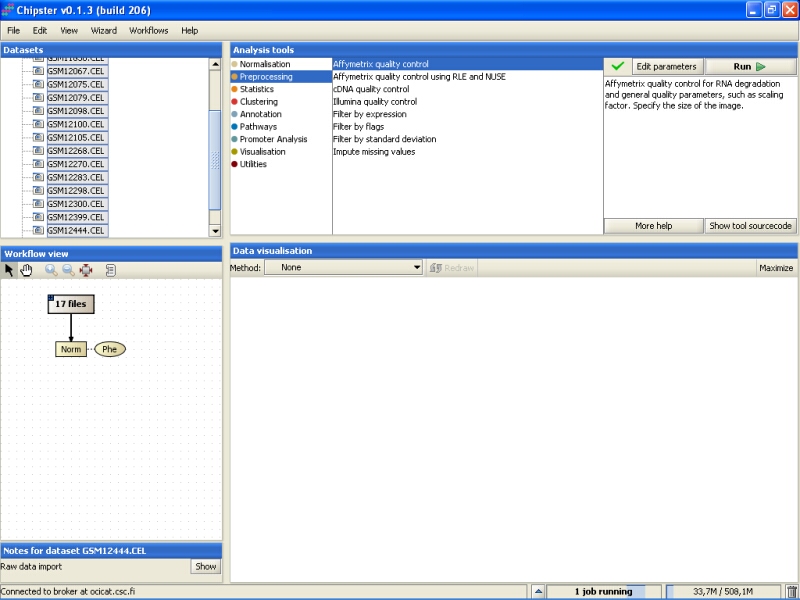 Chipster v0.1.3 (build 206)
File Edit View Wizard Workflows Help
Datasets
GSM12067.CEL
GSM12075.CEL
GSM12079.CEL
GSM12098.CEL
GSM12100.CEL
GSM12105.CEL
GSM12268.CEL
GSM12270.CEL
GSM12283.CEL
GSM12298.CEL
GSM12300.CEL
GSM12399.CEL
GSM12444.CEL
Analysis tools
Normalisation
Preprocessing
Statistics
Clustering
Annotation
Pathways
Promoter Analysis
Visualisation
Utilities
Affymetrix quality control
Affymetrix quality control using RLE and NUSE
cDNA quality control
Illumina quality control
Filter by expression
Filter by flags
Filter by standard deviation
Impute missing values
Edit parameters Run
Affymetrix quality control for RNA degradation
and general quality parameters, such as scaling
factor. Specify the size of the image.
More help Show tool sourcecode
Workflow view
17 files
Norm Phe
Notes for dataset GSM12444.CEL
Raw data import Show
Data visualisation
Method: None Redraw Maximize
Connected to broker at ocicat.csc.fi
1 job running 33,7M / 508,1M